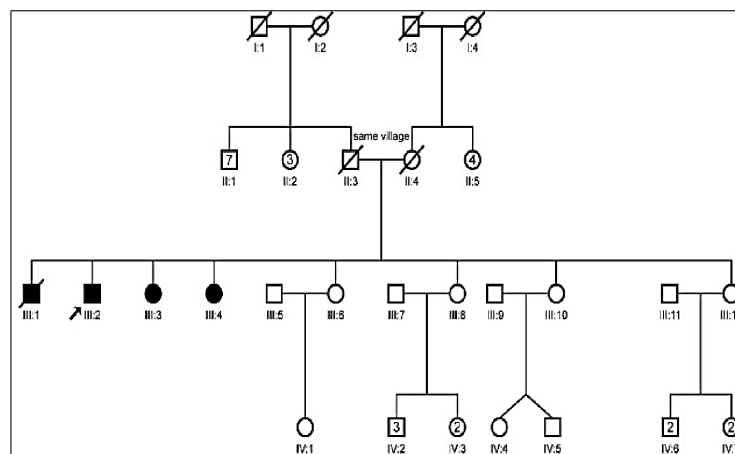 I:1 I:2 I:3 I:4
same village
7 3 4
II:1 II:2 II:3 II:4 II:5
III:1 III:2 III:3 III:4 III:5 III:6 III:7 III:8 III:9 III:10 III:11
3 2 2 2
IV:1 IV:2 IV:3 IV:4 IV:5 IV:6